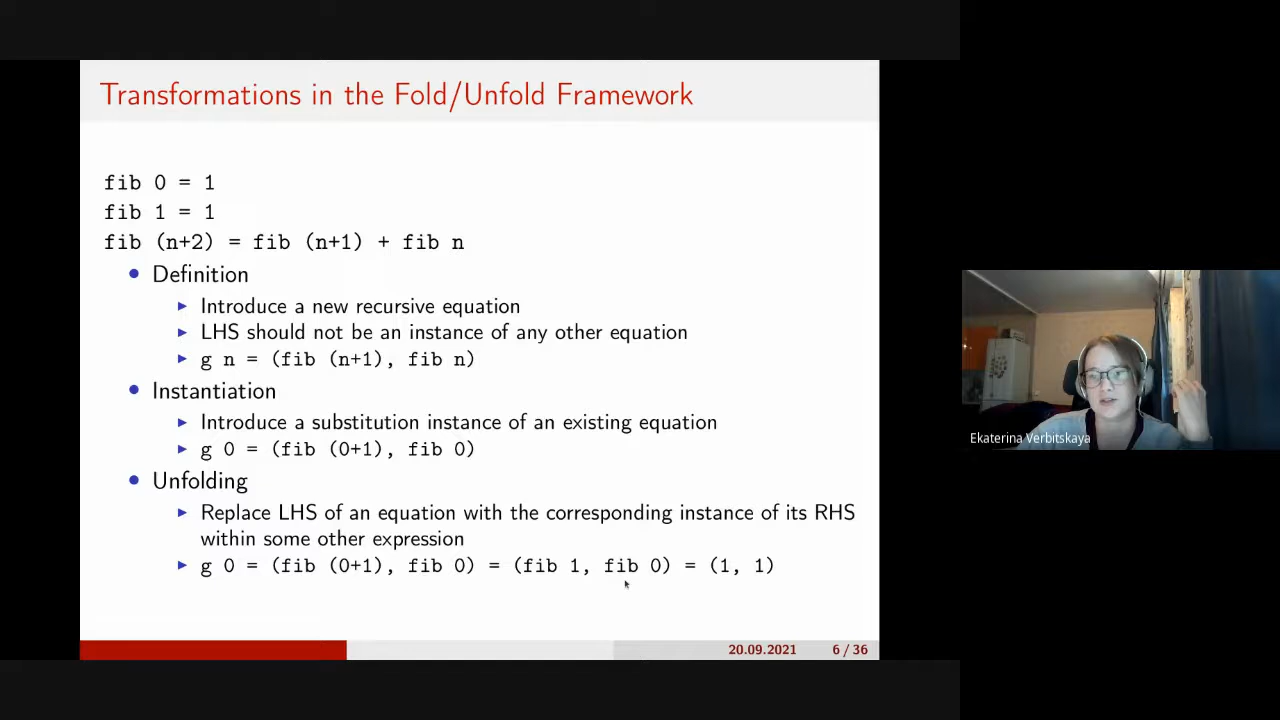 Transformations in the Fold/Unfold Framework
fib 0 = 1
fib 1 = 1
fib (n+2) = fib (n+1) + fib n
• Definition
▶ Introduce a new recursive equation
▶ LHS should not be an instance of any other equation
▶ g n = (fib (n+1), fib n)
• Instantiation
▶ Introduce a substitution instance of an existing equation
▶ g 0 = (fib (0+1), fib 0)
• Unfolding
▶ Replace LHS of an equation with the corresponding instance of its RHS
within some other expression
▶ g 0 = (fib (0+1), fib 0) = (fib 1, fib 0) = (1, 1)
20.09.2021 6 / 36
Ekaterina Verbitskaya